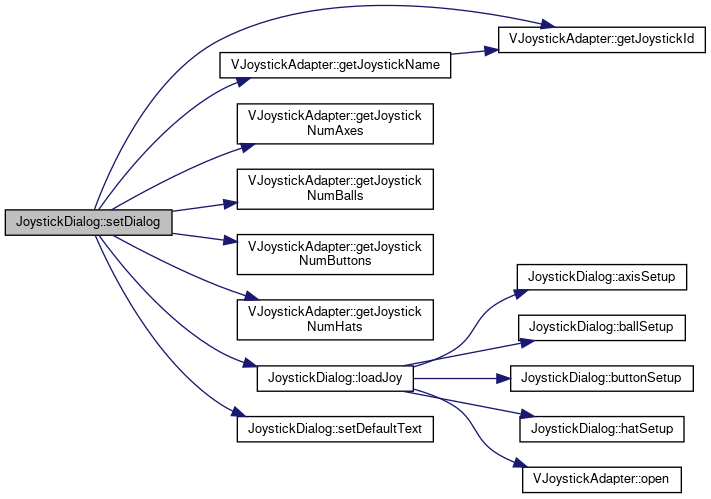 VJoystickAdapter::getJoystickId
VJoystickAdapter::getJoystickName
VJoystickAdapter::getJoystick
NumAxes
VJoystickAdapter::getJoystick
NumBalls
JoystickDialog::setDialog
VJoystickAdapter::getJoystick
NumButtons
JoystickDialog::axisSetup
VJoystickAdapter::getJoystick
NumHats
JoystickDialog::ballSetup
JoystickDialog::loadJoy
JoystickDialog::buttonSetup
JoystickDialog::setDefaultText
JoystickDialog::hatSetup
VJoystickAdapter::open